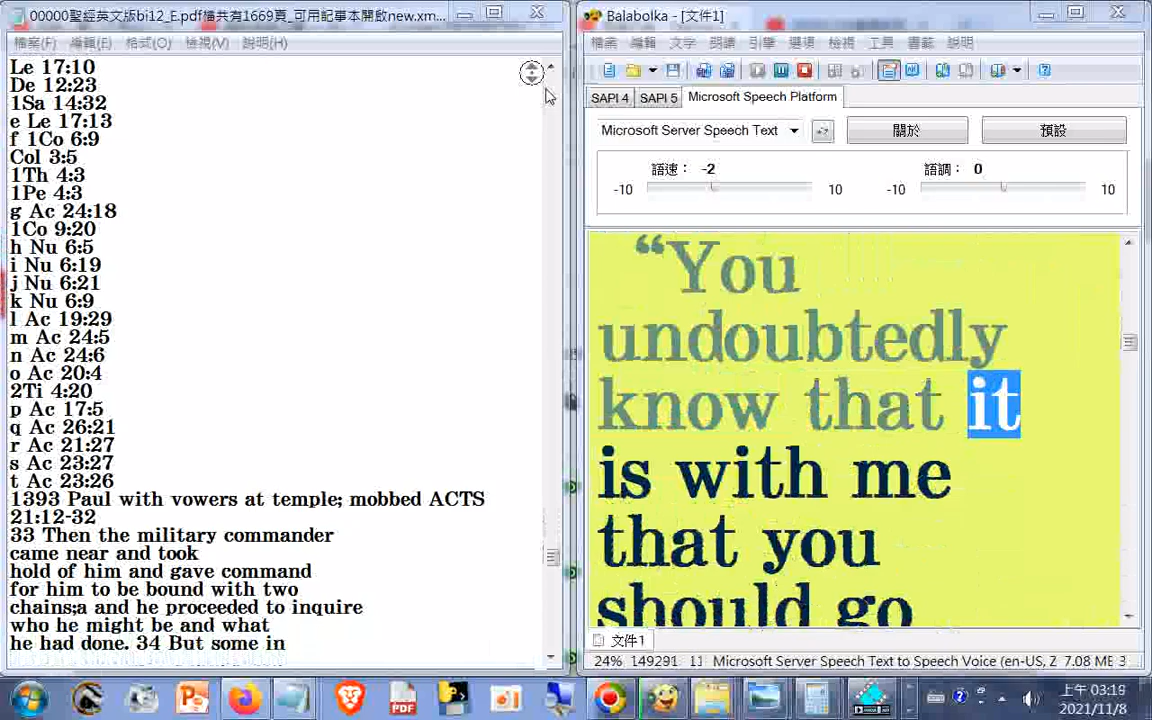 00000聖經英文版bi12_E.pdf檔共有1669頁_可用記事本開啟new.xm...
檔案(F) 編輯(E) 格式(O) 檢視(V) 說明(H)
Le 17:10
De 12:23
1Sa 14:32
e Le 17:13
f 1Co 6:9
Col 3:5
1Th 4:3
1Pe 4:3
g Ac 24:18
1Co 9:20
h Nu 6:5
i Nu 6:19
j Nu 6:21
k Nu 6:9
l Ac 19:29
m Ac 24:5
n Ac 24:6
o Ac 20:4
2Ti 4:20
p Ac 17:5
q Ac 26:21
r Ac 21:27
s Ac 23:27
t Ac 23:26
1393 Paul with vowers at temple; mobbed ACTS
21:12-32
33 Then the military commander
came near and took
hold of him and gave command
for him to be bound with two
chains;a and he proceeded to inquire
who he might be and what
he had done. 34 But some in
Balabolka - [文件1]
檔案 編輯 文字 朗讀 引擎 選項 檢視 工具 書籤 說明
SAPI 4 SAPI 5 Microsoft Speech Platform
Microsoft Server Speech Text 關於 預設
語速： -2 語調： 0
-10 10 -10 10
“You
undoubtedly
know that it
is with me
that you
should go
文件1
24% 149291 11 Microsoft Server Speech Text to Speech Voice (en-US, Z 7.08 ME 3
PDF
上午 03:19
2021/11/8